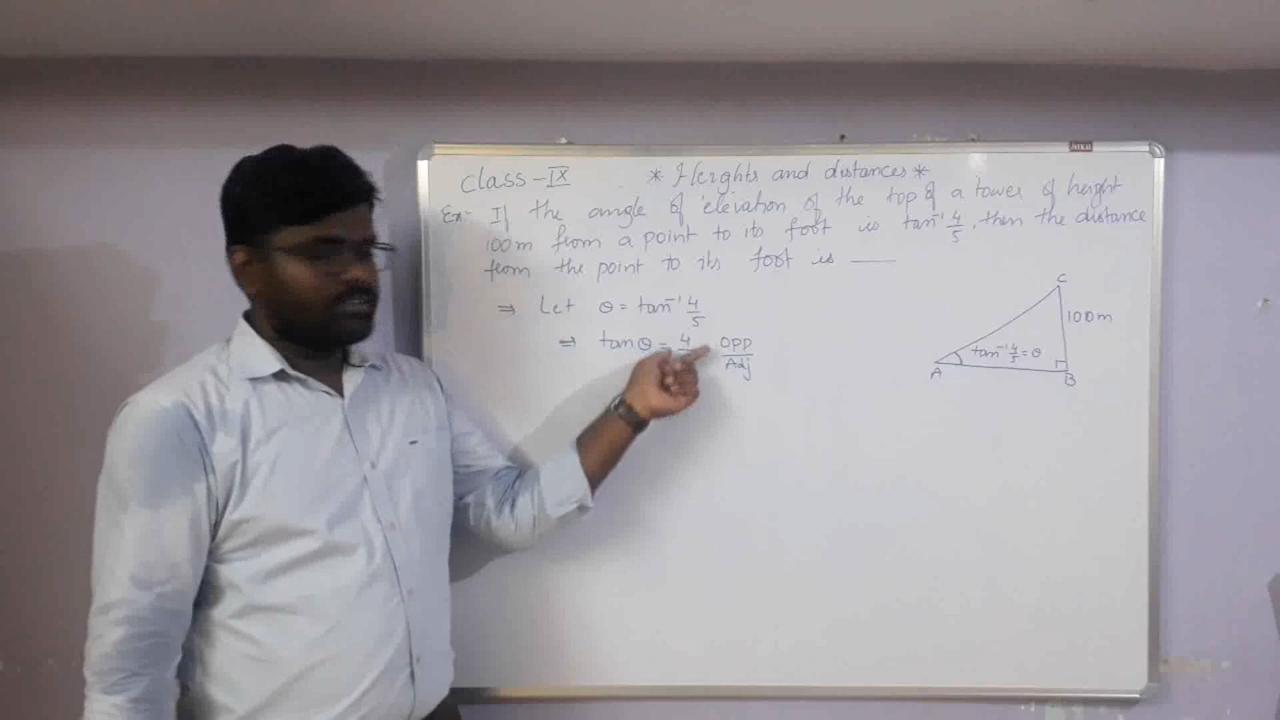 Class - IX * Heights and distances *
Ex:- If the angle of elevation of the top of a tower of height
100m from a point to its foot is tan⁻¹ 4/5, then the distance
from the point to its foot is ___
⇒ Let θ = tan⁻¹ 4/5
⇒ tan θ = 4 OPP/Adj
C
100m
tan⁻¹ 4/5 = θ
A
B